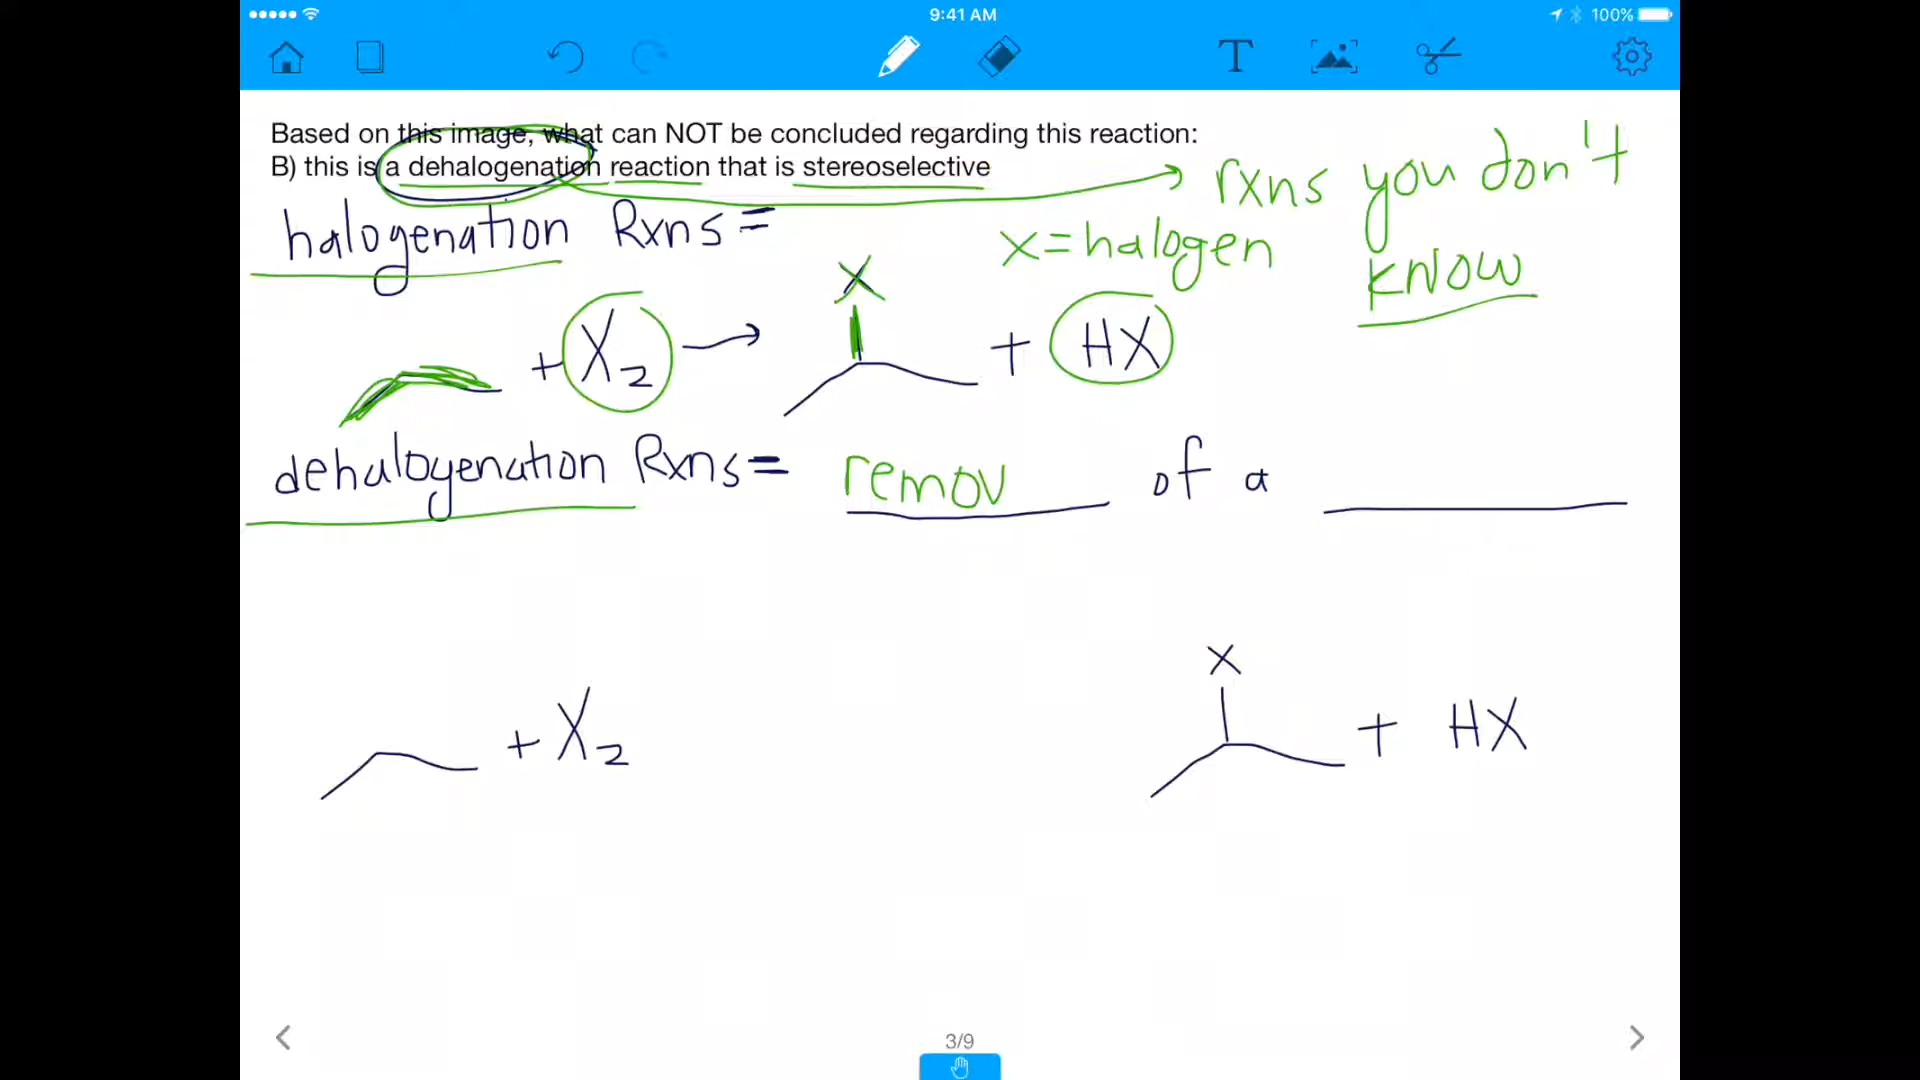 9:41 AM
100%
T
Based on this image, what can NOT be concluded regarding this reaction:
B) this is a dehalogenation reaction that is stereoselective
rxns you don't
know
halogenation Rxns =
x=halogen
X
+ X2 → + HX
dehalogenation Rxns = remov of a
X
+ X2 + HX
3/9